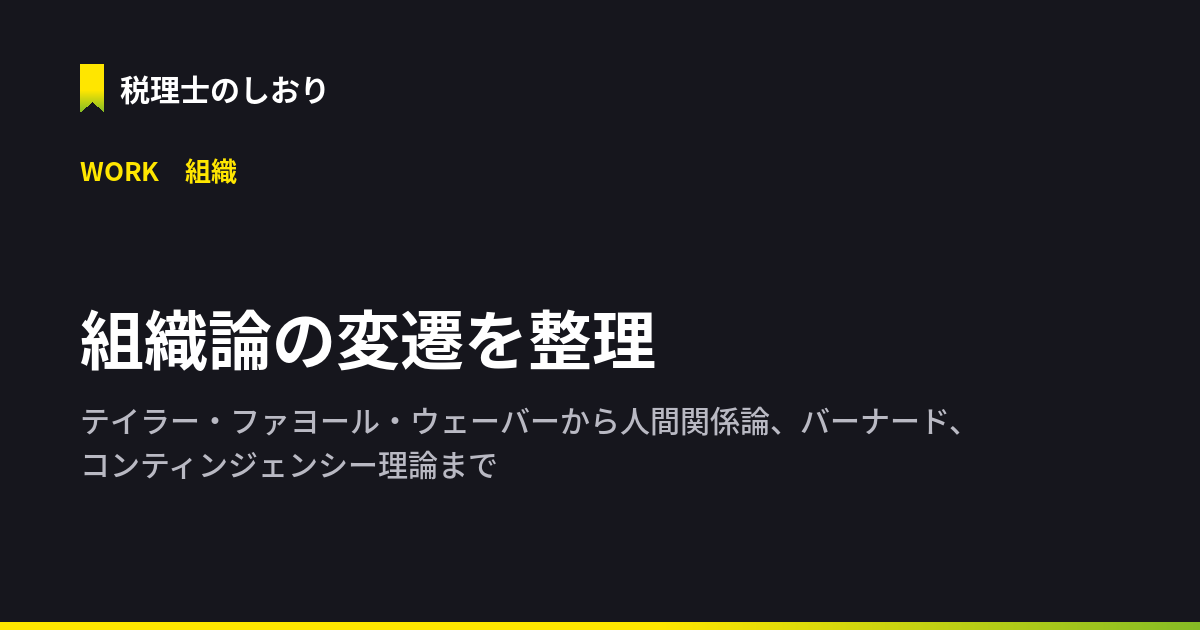 税理士のしおり
WORK　組織
組織論の変遷を整理
テイラー・ファヨール・ウェーバーから人間関係論、バーナード、
コンティンジェンシー理論まで